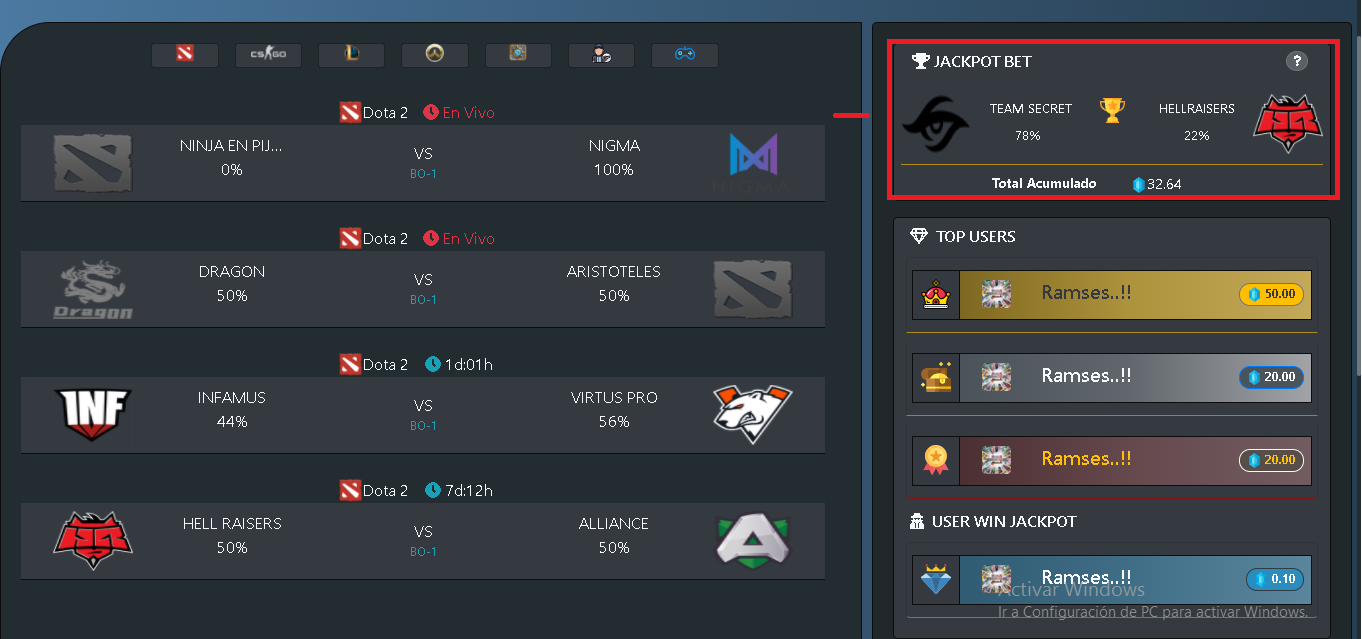 CS GO
Dota 2 En Vivo
NINJA EN PIJ... VS NIGMA
0% BO-1 100%
NIGMA
Dota 2 En Vivo
DRAGON VS ARISTOTELES
50% BO-1 50%
Dragon
Dota 2 1d:01h
INF
INFAMUS VS VIRTUS PRO
44% BO-1 56%
Dota 2 7d:12h
HELL RAISERS VS ALLIANCE
50% BO-1 50%
JACKPOT BET ?
TEAM SECRET HELLRAISERS
78% 22%
Total Acumulado 32.64
TOP USERS
Ramses..!! 50.00
Ramses..!! 20.00
Ramses..!! 20.00
USER WIN JACKPOT
Ramses..!! 0.10
Activar Windows
Ir a Configuración de PC para activar Windows.